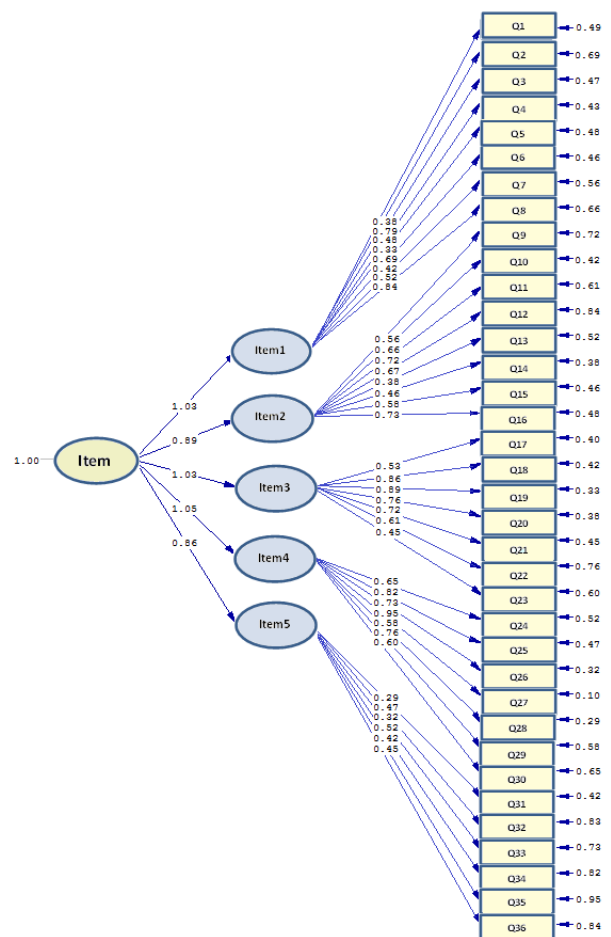 1.00
Item
1.03
0.89
1.03
1.05
0.86
Item1
Item2
Item3
Item4
Item5
0.38
0.79
0.48
0.33
0.69
0.42
0.52
0.84
0.56
0.66
0.72
0.67
0.38
0.46
0.58
0.73
0.53
0.86
0.89
0.76
0.72
0.61
0.45
0.65
0.82
0.73
0.95
0.58
0.76
0.60
0.29
0.47
0.32
0.52
0.42
0.45
Q1 0.49
Q2 0.69
Q3 0.47
Q4 0.43
Q5 0.48
Q6 0.46
Q7 0.56
Q8 0.66
Q9 0.72
Q10 0.42
Q11 0.61
Q12 0.84
Q13 0.52
Q14 0.38
Q15 0.46
Q16 0.48
Q17 0.40
Q18 0.42
Q19 0.33
Q20 0.38
Q21 0.45
Q22 0.76
Q23 0.60
Q24 0.52
Q25 0.47
Q26 0.32
Q27 0.10
Q28 0.29
Q29 0.58
Q30 0.65
Q31 0.42
Q32 0.83
Q33 0.73
Q34 0.82
Q35 0.95
Q36 0.84